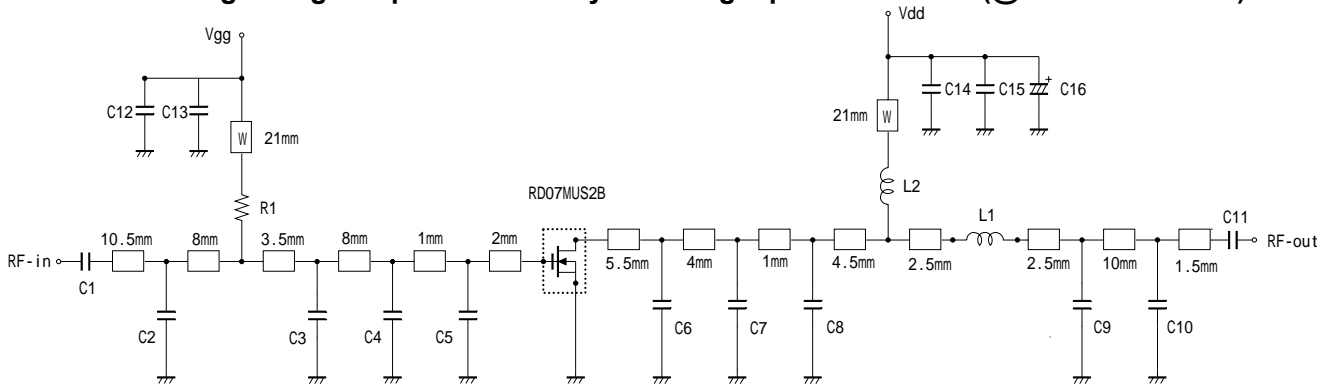 Vdd
Vgg
C12 C13
W 21mm
21mm W
C14 C15 + C16
R1
RD07MUS2B
L2
L1
C11
RF-in
10.5mm 8mm 3.5mm 8mm 1mm 2mm
5.5mm 4mm 1mm 4.5mm 2.5mm 2.5mm 10mm 1.5mm
RF-out
C1
C2 C3 C4 C5 C6 C7 C8 C9 C10